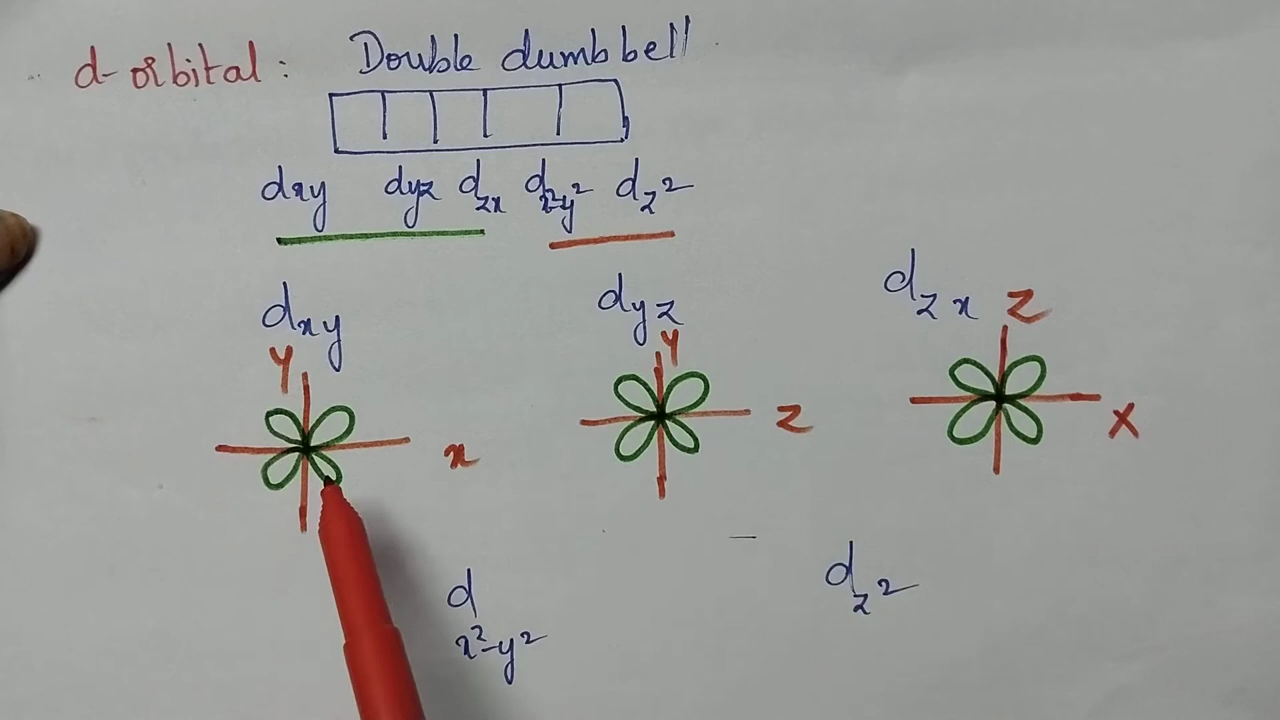 d-orbital: Double dumbbell
dxy dyz dzx dx²-y² dz²
dxy dyz dzx
Y Y Z
x Z X
d dz²
x²-y²